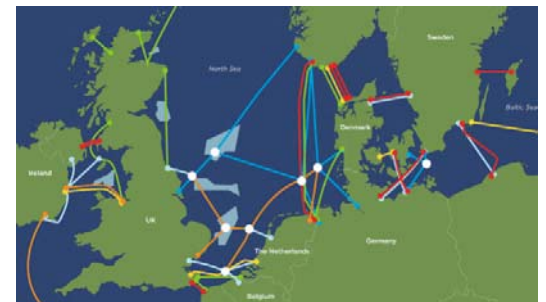 Sweden
North Sea
Baltic Sea
Denmark
Ireland
UK
The Netherlands
Germany
Belgium